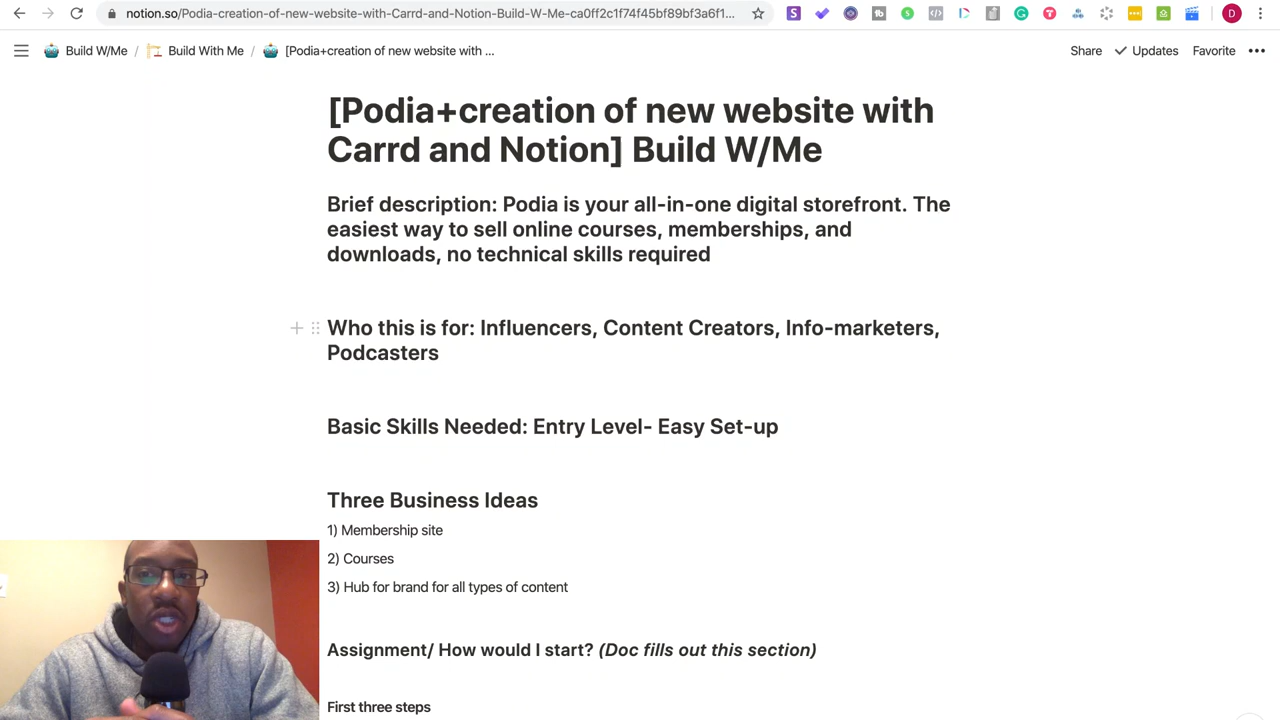 notion.so/Podia-creation-of-new-website-with-Carrd-and-Notion-Build-W-Me-ca0ff2c1f74f45bf89bf3a6f1...
Build W/Me / Build With Me / [Podia+creation of new website with ...
Share Updates Favorite
[Podia+creation of new website with
Carrd and Notion] Build W/Me
Brief description: Podia is your all-in-one digital storefront. The
easiest way to sell online courses, memberships, and
downloads, no technical skills required
Who this is for: Influencers, Content Creators, Info-marketers,
Podcasters
Basic Skills Needed: Entry Level- Easy Set-up
Three Business Ideas
1) Membership site
2) Courses
3) Hub for brand for all types of content
Assignment/ How would I start? (Doc fills out this section)
First three steps